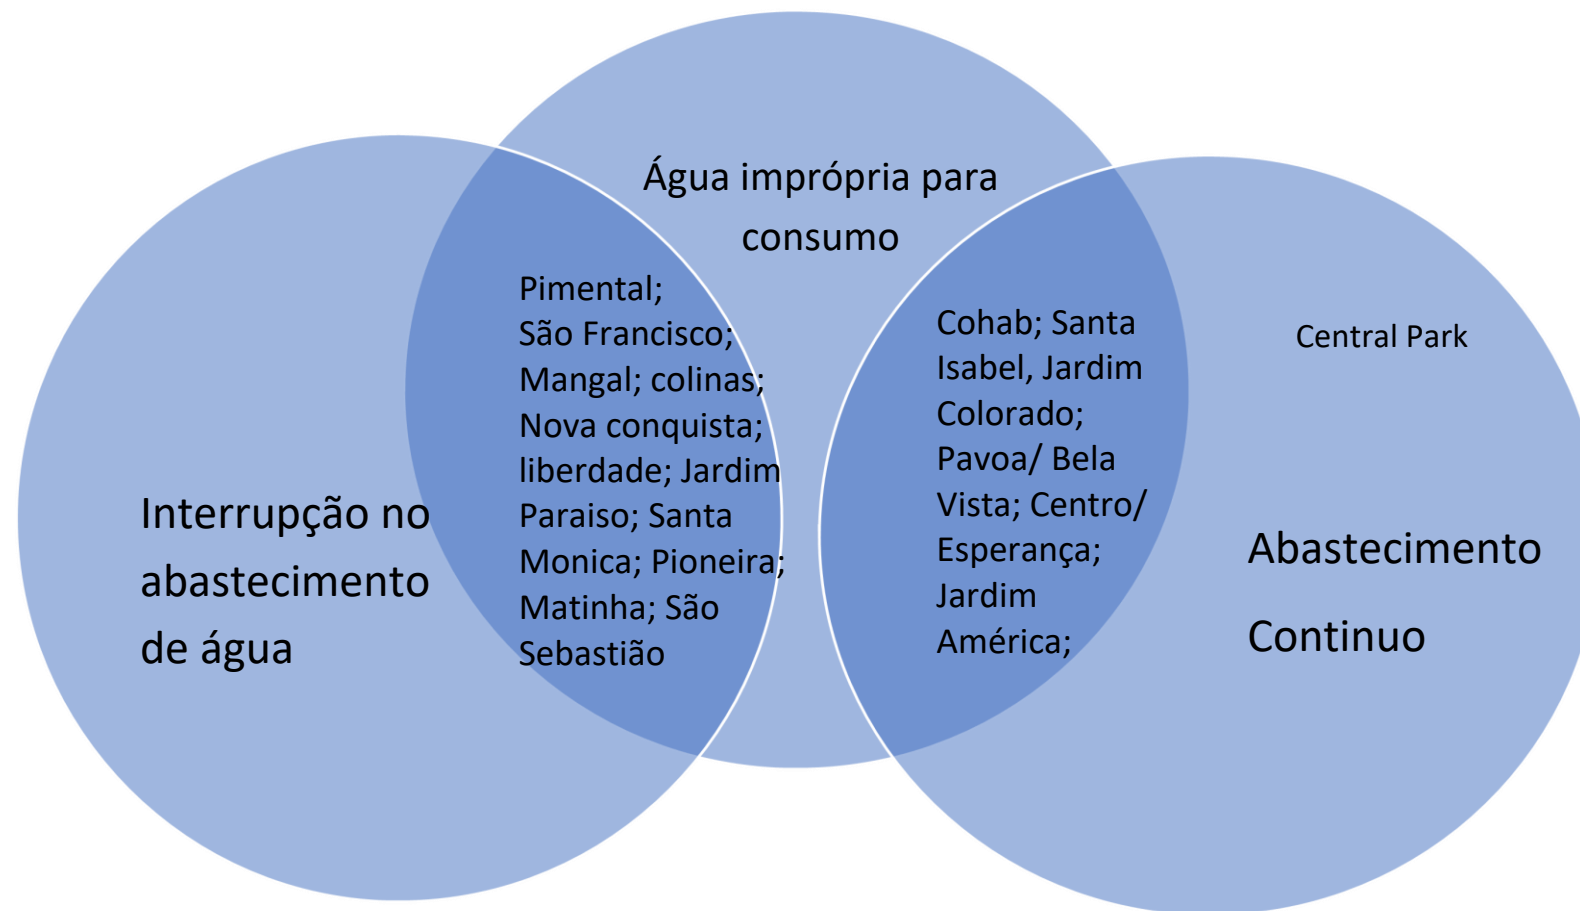 Água imprópria para
consumo
Pimental;
São Francisco;
Mangal; colinas;
Nova conquista;
liberdade; Jardim
Paraiso; Santa
Monica; Pioneira;
Matinha; São
Sebastião
Interrupção no
abastecimento
de água
Cohab; Santa
Isabel, Jardim
Colorado;
Pavoa/ Bela
Vista; Centro/
Esperança;
Jardim
América;
Central Park
Abastecimento
Continuo